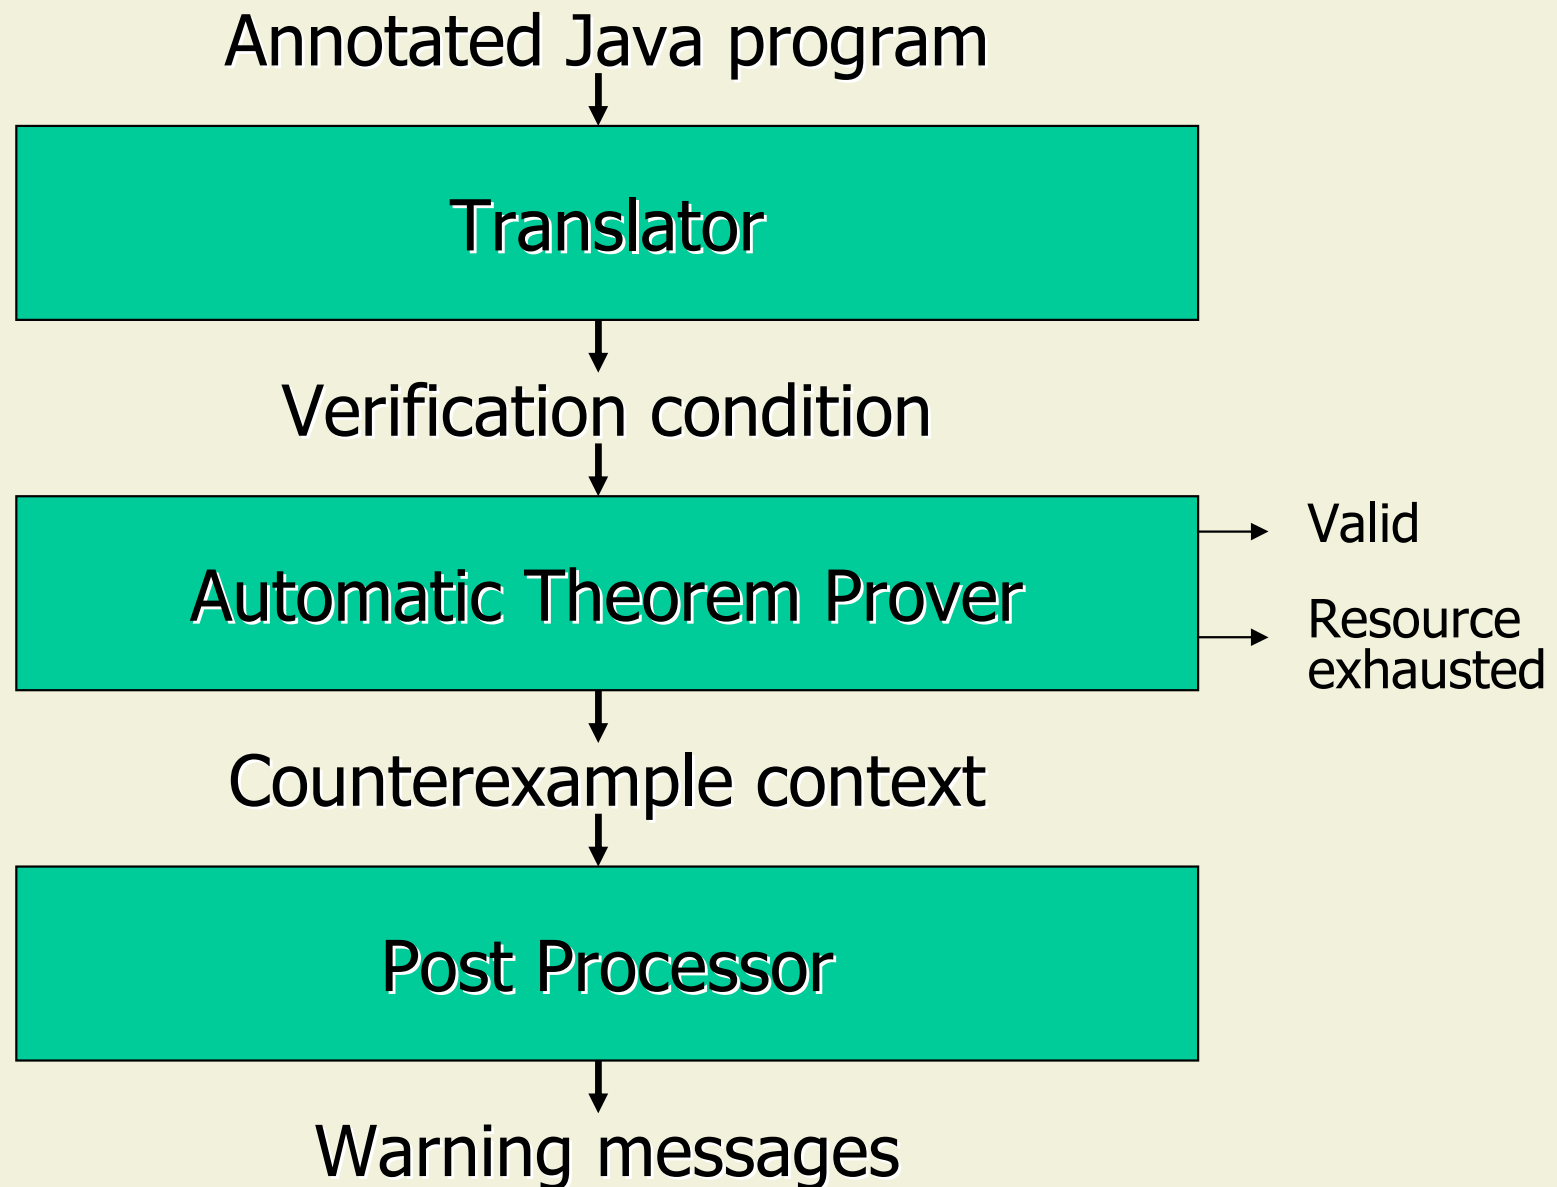 Annotated Java program
Translator
Verification condition
Automatic Theorem Prover
Valid
Resource
exhausted
Counterexample context
Post Processor
Warning messages